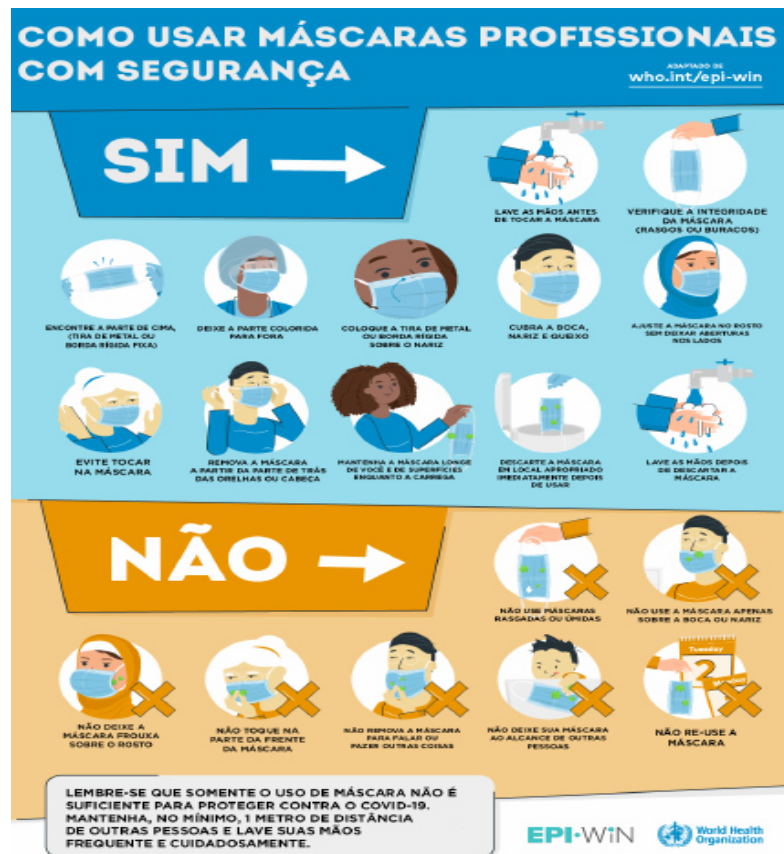 COMO USAR MÁSCARAS PROFISSIONAIS
COM SEGURANÇA
ADAPTADO DE
who.int/epi-win
SIM
LAVE AS MÃOS ANTES
DE TOCAR A MÁSCARA
VERIFIQUE A INTEGRIDADE
DA MÁSCARA
(RASGOS OU BURACOS)
ENCONTRE A PARTE DE CIMA,
(TIRA DE METAL OU
BORDA RÍGIDA FIXA)
DEIXE A PARTE COLORIDA
PARA FORA
COLOQUE A TIRA DE METAL
OU BORDA RÍGIDA
SOBRE O NARIZ
CUBRA A BOCA,
NARIZ E QUEIXO
AJUSTE A MÁSCARA NO ROSTO
SEM DEIXAR ABERTURAS
NOS LADOS
EVITE TOCAR
NA MÁSCARA
REMOVA A MÁSCARA
A PARTIR DA PARTE DE TRÁS
DAS ORELHAS OU CABEÇA
MANTENHA A MÁSCARA LONGE
DE VOCÊ E DE SUPERFÍCIES
ENQUANTO A CARREGA
DESCARTE A MÁSCARA
EM LOCAL APROPRIADO
IMEDIATAMENTE DEPOIS
DE USAR
LAVE AS MÃOS DEPOIS
DE DESCARTAR A
MÁSCARA
NÃO
NÃO USE MÁSCARAS
RASGADAS OU ÚMIDAS
NÃO USE A MÁSCARA APENAS
SOBRE A BOCA OU NARIZ
NÃO DEIXE A
MÁSCARA FROUXA
SOBRE O ROSTO
NÃO TOQUE NA
PARTE DA FRENTE
DA MÁSCARA
NÃO REMOVA A MÁSCARA
PARA FALAR OU
FAZER OUTRAS COISAS
NÃO DEIXE SUA MÁSCARA
AO ALCANCE DE OUTRAS
PESSOAS
Tuesday
2
NÃO RE-USE A
MÁSCARA
LEMBRE-SE QUE SOMENTE O USO DE MÁSCARA NÃO É
SUFICIENTE PARA PROTEGER CONTRA O COVID-19.
MANTENHA, NO MÍNIMO, 1 METRO DE DISTÂNCIA
DE OUTRAS PESSOAS E LAVE SUAS MÃOS
FREQUENTE E CUIDADOSAMENTE.
EPI·WiN
World Health
Organization